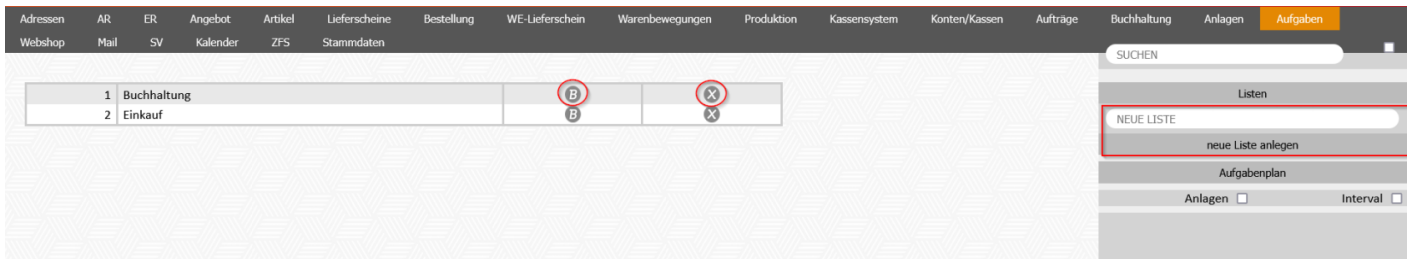 Adressen AR ER Angebot Artikel Lieferscheine Bestellung WE-Lieferschein Warenbewegungen Produktion Kassensystem Konten/Kassen Aufträge Buchhaltung Anlagen Aufgaben
Webshop Mail SV Kalender ZFS Stammdaten
SUCHEN
1 Buchhaltung B X
2 Einkauf B X
Listen
NEUE LISTE
neue Liste anlegen
Aufgabenplan
Anlagen Interval